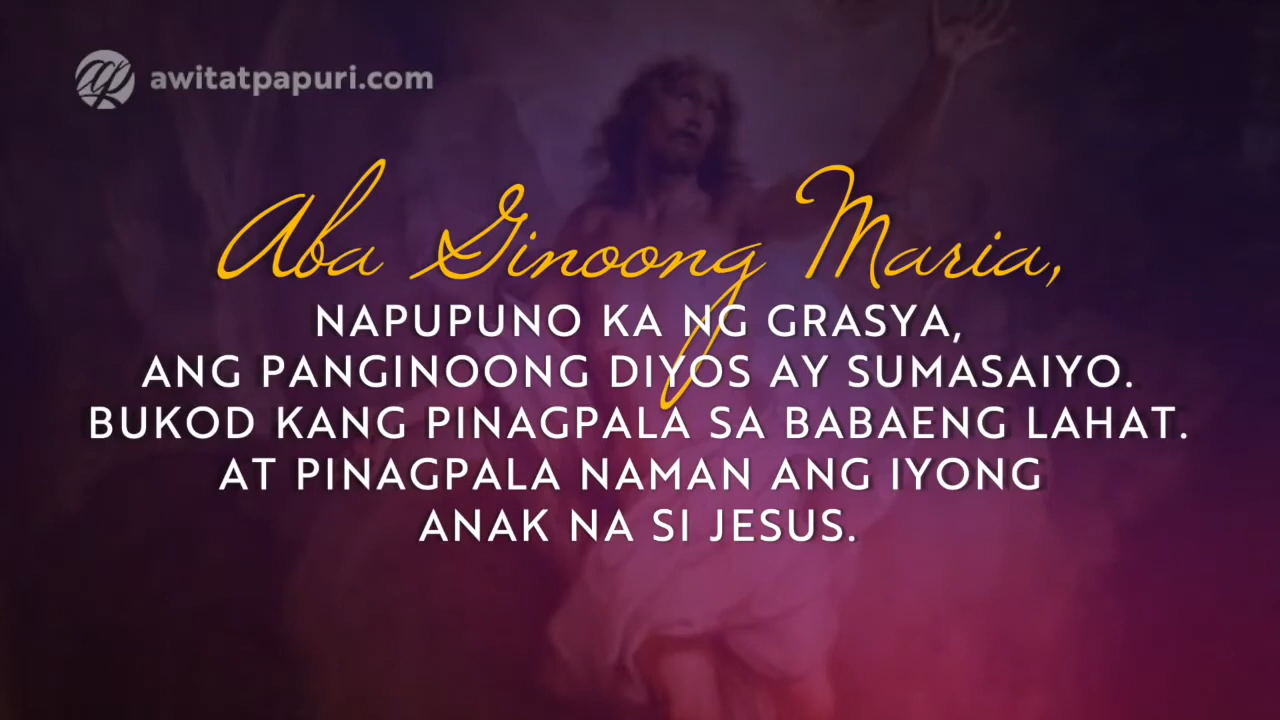 awitatpapuri.com
Aba Ginoong Maria,
NAPUPUNO KA NG GRASYA,
ANG PANGINOONG DIYOS AY SUMASAIYO.
BUKOD KANG PINAGPALA SA BABAENG LAHAT.
AT PINAGPALA NAMAN ANG IYONG
ANAK NA SI JESUS.